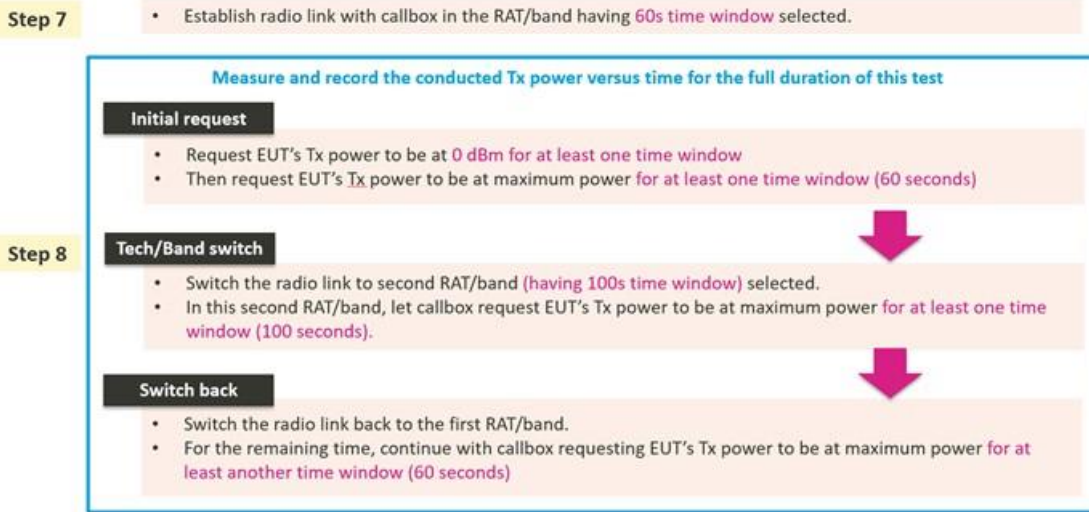 Step 7
• Establish radio link with callbox in the RAT/band having 60s time window selected.
Measure and record the conducted Tx power versus time for the full duration of this test
Initial request
• Request EUT's Tx power to be at 0 dBm for at least one time window
• Then request EUT's Tx power to be at maximum power for at least one time window (60 seconds)
Step 8
Tech/Band switch
• Switch the radio link to second RAT/band (having 100s time window) selected.
• In this second RAT/band, let callbox request EUT's Tx power to be at maximum power for at least one time
window (100 seconds).
Switch back
• Switch the radio link back to the first RAT/band.
• For the remaining time, continue with callbox requesting EUT's Tx power to be at maximum power for at
least another time window (60 seconds)